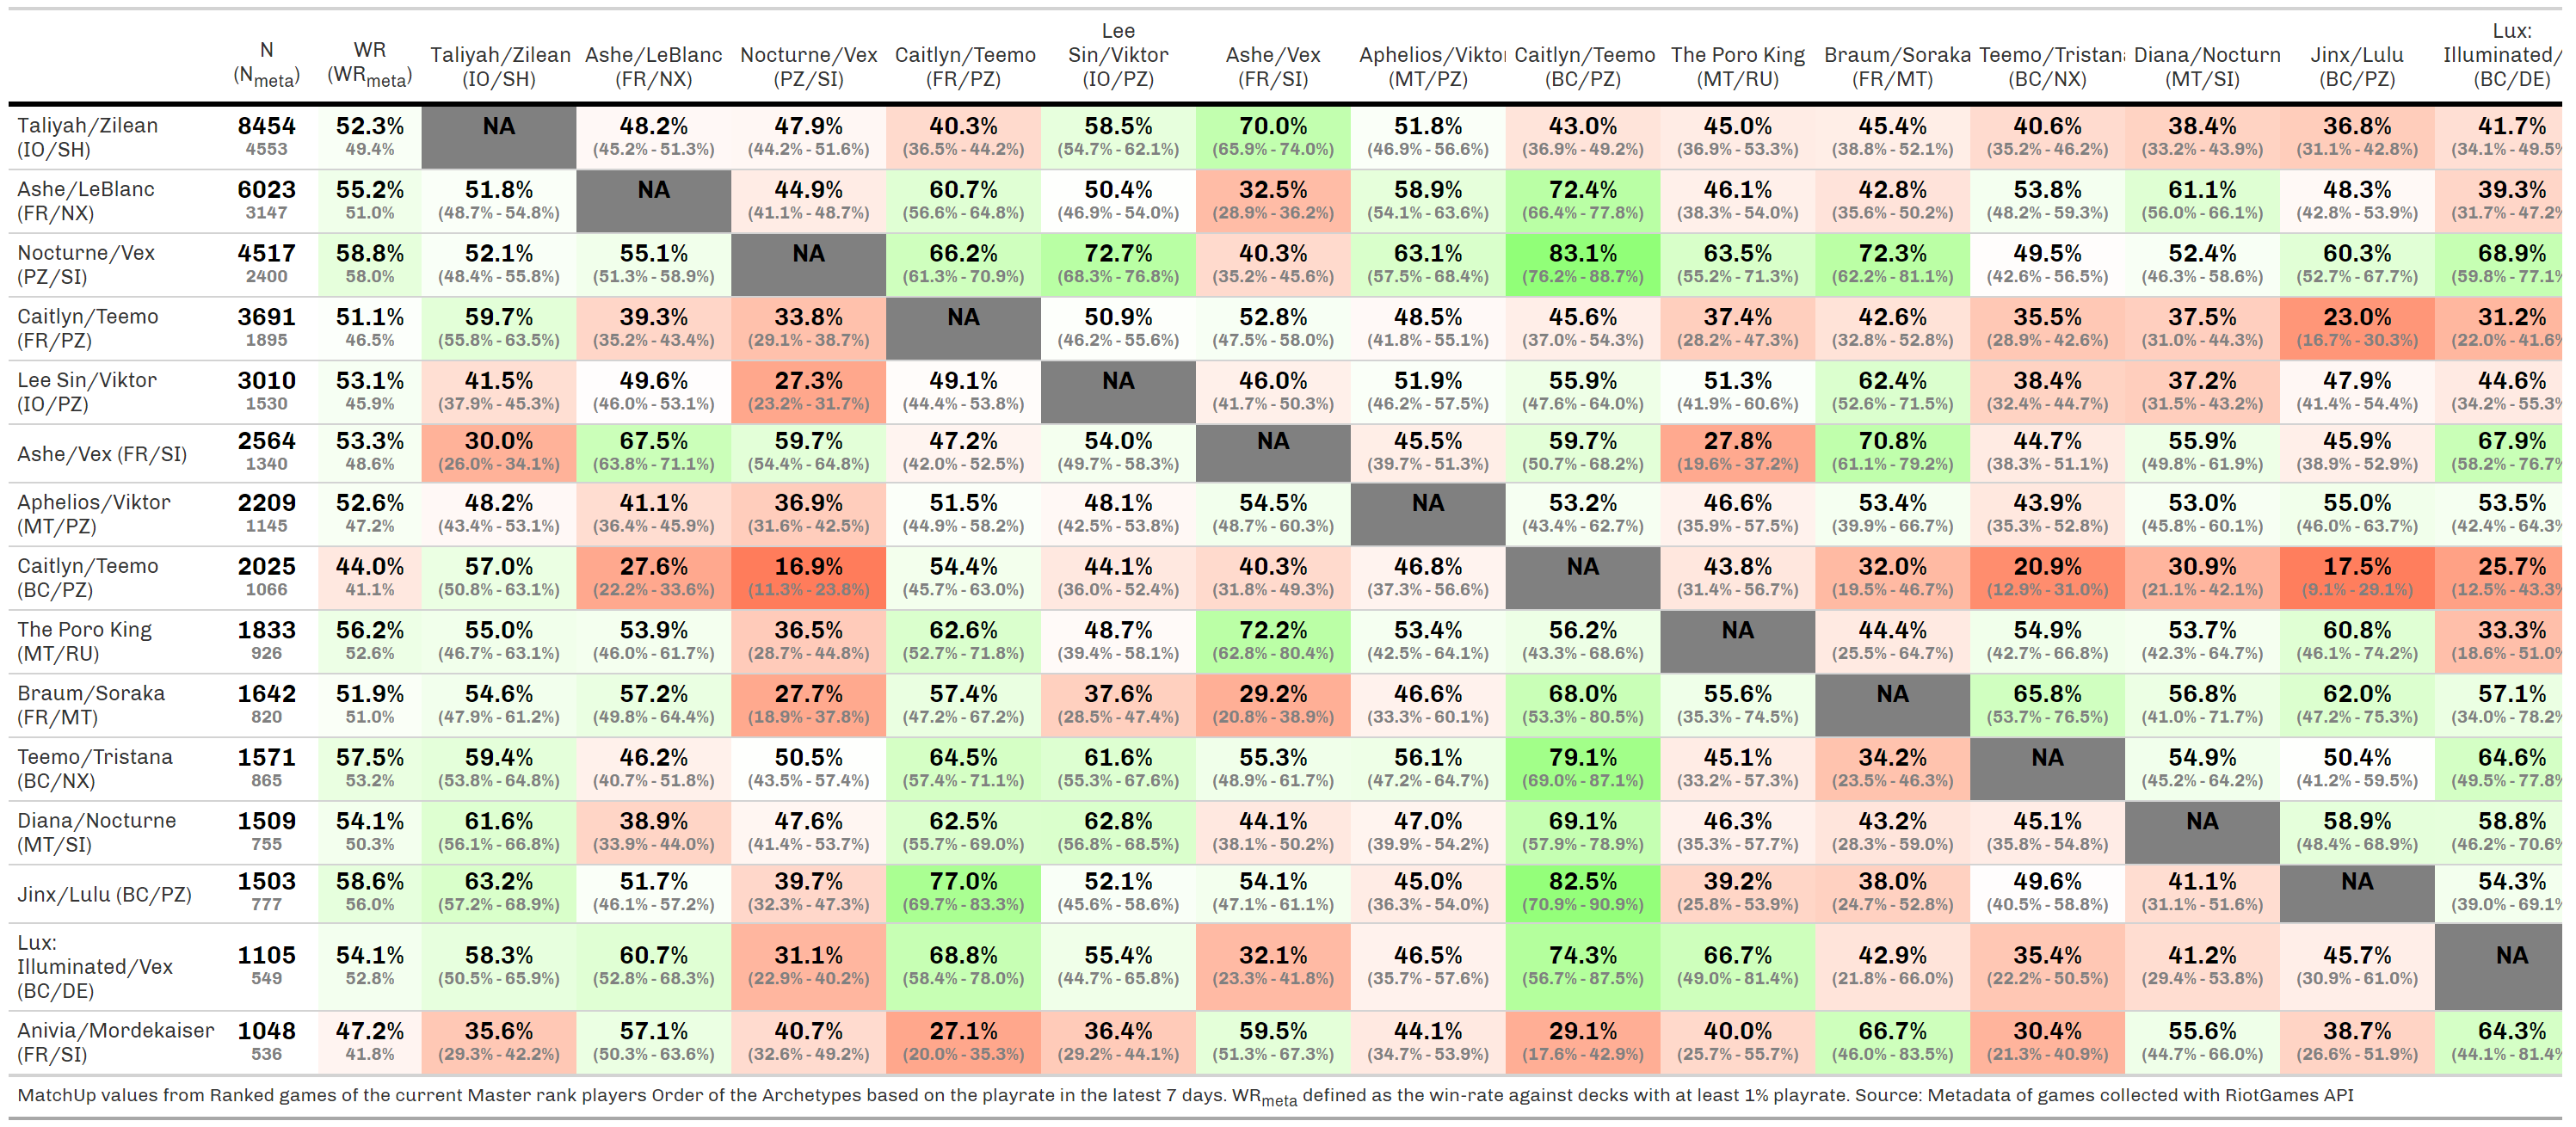 N (Nmeta) WR (WRmeta) Taliyah/Zilean (IO/SH) Ashe/LeBlanc (FR/NX) Nocturne/Vex (PZ/SI) Caitlyn/Teemo (FR/PZ) Lee Sin/Viktor (IO/PZ) Ashe/Vex (FR/SI) Aphelios/Viktor (MT/PZ) Caitlyn/Teemo (BC/PZ) The Poro King (MT/RU) Braum/Soraka (FR/MT) Teemo/Tristana (BC/NX) Diana/Nocturn (MT/SI) Jinx/Lulu (BC/PZ) Lux: Illuminated/ (BC/DE)
Taliyah/Zilean 8454 52.3% NA 48.2% 47.9% 40.3% 58.5% 70.0% 51.8% 43.0% 45.0% 45.4% 40.6% 38.4% 36.8% 41.7%
(IO/SH) 4553 49.4% (45.2% - 51.3%) (44.2% - 51.6%) (36.5% - 44.2%) (54.7% - 62.1%) (65.9% - 74.0%) (46.9% - 56.6%) (36.9% - 49.2%) (36.9% - 53.3%) (38.8% - 52.1%) (35.2% - 46.2%) (33.2% - 43.9%) (31.1% - 42.8%) (34.1% - 49.5%
Ashe/LeBlanc 6023 55.2% 51.8% NA 44.9% 60.7% 50.4% 32.5% 58.9% 72.4% 46.1% 42.8% 53.8% 61.1% 48.3% 39.3%
(FR/NX) 3147 51.0% (48.7% - 54.8%) (41.1% - 48.7%) (56.6% - 64.8%) (46.9% - 54.0%) (28.9% - 36.2%) (54.1% - 63.6%) (66.4% - 77.8%) (38.3% - 54.0%) (35.6% - 50.2%) (48.2% - 59.3%) (56.0% - 66.1%) (42.8% - 53.9%) (31.7% - 47.2%
Nocturne/Vex 4517 58.8% 52.1% 55.1% NA 66.2% 72.7% 40.3% 63.1% 83.1% 63.5% 72.3% 49.5% 52.4% 60.3% 68.9%
(PZ/SI) 2400 58.0% (48.4% - 55.8%) (51.3% - 58.9%) (61.3% - 70.9%) (68.3% - 76.8%) (35.2% - 45.6%) (57.5% - 68.4%) (76.2% - 88.7%) (55.2% - 71.3%) (62.2% - 81.1%) (42.6% - 56.5%) (46.3% - 58.6%) (52.7% - 67.7%) (59.8% - 77.1%
Caitlyn/Teemo 3691 51.1% 59.7% 39.3% 33.8% NA 50.9% 52.8% 48.5% 45.6% 37.4% 42.6% 35.5% 37.5% 23.0% 31.2%
(FR/PZ) 1895 46.5% (55.8% - 63.5%) (35.2% - 43.4%) (29.1% - 38.7%) (46.2% - 55.6%) (47.5% - 58.0%) (41.8% - 55.1%) (37.0% - 54.3%) (28.2% - 47.3%) (32.8% - 52.8%) (28.9% - 42.6%) (31.0% - 44.3%) (16.7% - 30.3%) (22.0% - 41.6%
Lee Sin/Viktor 3010 53.1% 41.5% 49.6% 27.3% 49.1% NA 46.0% 51.9% 55.9% 51.3% 62.4% 38.4% 37.2% 47.9% 44.6%
(IO/PZ) 1530 45.9% (37.9% - 45.3%) (46.0% - 53.1%) (23.2% - 31.7%) (44.4% - 53.8%) (41.7% - 50.3%) (46.2% - 57.5%) (47.6% - 64.0%) (41.9% - 60.6%) (52.6% - 71.5%) (32.4% - 44.7%) (31.5% - 43.2%) (41.4% - 54.4%) (34.2% - 55.3%
Ashe/Vex (FR/SI) 2564 53.3% 30.0% 67.5% 59.7% 47.2% 54.0% NA 45.5% 59.7% 27.8% 70.8% 44.7% 55.9% 45.9% 67.9%
1340 48.6% (26.0% - 34.1%) (63.8% - 71.1%) (54.4% - 64.8%) (42.0% - 52.5%) (49.7% - 58.3%) (39.7% - 51.3%) (50.7% - 68.2%) (19.6% - 37.2%) (61.1% - 79.2%) (38.3% - 51.1%) (49.8% - 61.9%) (38.9% - 52.9%) (58.2% - 76.7%
Aphelios/Viktor 2209 52.6% 48.2% 41.1% 36.9% 51.5% 48.1% 54.5% NA 53.2% 46.6% 53.4% 43.9% 53.0% 55.0% 53.5%
(MT/PZ) 1145 47.2% (43.4% - 53.1%) (36.4% - 45.9%) (31.6% - 42.5%) (44.9% - 58.2%) (42.5% - 53.8%) (48.7% - 60.3%) (43.4% - 62.7%) (35.9% - 57.5%) (39.9% - 66.7%) (35.3% - 52.8%) (45.8% - 60.1%) (46.0% - 63.7%) (42.4% - 64.3%
Caitlyn/Teemo 2025 44.0% 57.0% 27.6% 16.9% 54.4% 44.1% 40.3% 46.8% NA 43.8% 32.0% 20.9% 30.9% 17.5% 25.7%
(BC/PZ) 1066 41.1% (50.8% - 63.1%) (22.2% - 33.6%) (11.3% - 23.8%) (45.7% - 63.0%) (36.0% - 52.4%) (31.8% - 49.3%) (37.3% - 56.6%) (31.4% - 56.7%) (19.5% - 46.7%) (12.9% - 31.0%) (21.1% - 42.1%) (9.1% - 29.1%) (12.5% - 43.3%
The Poro King 1833 56.2% 55.0% 53.9% 36.5% 62.6% 48.7% 72.2% 53.4% 56.2% NA 44.4% 54.9% 53.7% 60.8% 33.3%
(MT/RU) 926 52.6% (46.7% - 63.1%) (46.0% - 61.7%) (28.7% - 44.8%) (52.7% - 71.8%) (39.4% - 58.1%) (62.8% - 80.4%) (42.5% - 64.1%) (43.3% - 68.6%) (25.5% - 64.7%) (42.7% - 66.8%) (42.3% - 64.7%) (46.1% - 74.2%) (18.6% - 51.0%
Braum/Soraka 1642 51.9% 54.6% 57.2% 27.7% 57.4% 37.6% 29.2% 46.6% 68.0% 55.6% NA 65.8% 56.8% 62.0% 57.1%
(FR/MT) 820 51.0% (47.9% - 61.2%) (49.8% - 64.4%) (18.9% - 37.8%) (47.2% - 67.2%) (28.5% - 47.4%) (20.8% - 38.9%) (33.3% - 60.1%) (53.3% - 80.5%) (35.3% - 74.5%) (53.7% - 76.5%) (41.0% - 71.7%) (47.2% - 75.3%) (34.0% - 78.2%
Teemo/Tristana 1571 57.5% 59.4% 46.2% 50.5% 64.5% 61.6% 55.3% 56.1% 79.1% 45.1% 34.2% NA 54.9% 50.4% 64.6%
(BC/NX) 865 53.2% (53.8% - 64.8%) (40.7% - 51.8%) (43.5% - 57.4%) (57.4% - 71.1%) (55.3% - 67.6%) (48.9% - 61.7%) (47.2% - 64.7%) (69.0% - 87.1%) (33.2% - 57.3%) (23.5% - 46.3%) (45.2% - 64.2%) (41.2% - 59.5%) (49.5% - 77.8%
Diana/Nocturne 1509 54.1% 61.6% 38.9% 47.6% 62.5% 62.8% 44.1% 47.0% 69.1% 46.3% 43.2% 45.1% NA 58.9% 58.8%
(MT/SI) 755 50.3% (56.1% - 66.8%) (33.9% - 44.0%) (41.4% - 53.7%) (55.7% - 69.0%) (56.8% - 68.5%) (38.1% - 50.2%) (39.9% - 54.2%) (57.9% - 78.9%) (35.3% - 57.7%) (28.3% - 59.0%) (35.8% - 54.8%) (48.4% - 68.9%) (46.2% - 70.6%
Jinx/Lulu (BC/PZ) 1503 58.6% 63.2% 51.7% 39.7% 77.0% 52.1% 54.1% 45.0% 82.5% 39.2% 38.0% 49.6% 41.1% NA 54.3%
777 56.0% (57.2% - 68.9%) (46.1% - 57.2%) (32.3% - 47.3%) (69.7% - 83.3%) (45.6% - 58.6%) (47.1% - 61.1%) (36.3% - 54.0%) (70.9% - 90.9%) (25.8% - 53.9%) (24.7% - 52.8%) (40.5% - 58.8%) (31.1% - 51.6%) (39.0% - 69.1%
Lux:
Illuminated/Vex 1105 54.1% 58.3% 60.7% 31.1% 68.8% 55.4% 32.1% 46.5% 74.3% 66.7% 42.9% 35.4% 41.2% 45.7% NA
(BC/DE) 549 52.8% (50.5% - 65.9%) (52.8% - 68.3%) (22.9% - 40.2%) (58.4% - 78.0%) (44.7% - 65.8%) (23.3% - 41.8%) (35.7% - 57.6%) (56.7% - 87.5%) (49.0% - 81.4%) (21.8% - 66.0%) (22.2% - 50.5%) (29.4% - 53.8%) (30.9% - 61.0%)
Anivia/Mordekaiser 1048 47.2% 35.6% 57.1% 40.7% 27.1% 36.4% 59.5% 44.1% 29.1% 40.0% 66.7% 30.4% 55.6% 38.7% 64.3%
(FR/SI) 536 41.8% (29.3% - 42.2%) (50.3% - 63.6%) (32.6% - 49.2%) (20.0% - 35.3%) (29.2% - 44.1%) (51.3% - 67.3%) (34.7% - 53.9%) (17.6% - 42.9%) (25.7% - 55.7%) (46.0% - 83.5%) (21.3% - 40.9%) (44.7% - 66.0%) (26.6% - 51.9%) (44.1% - 81.4%
MatchUp values from Ranked games of the current Master rank players Order of the Archetypes based on the playrate in the latest 7 days. WRmeta defined as the win-rate against decks with at least 1% playrate. Source: Metadata of games collected with RiotGames API